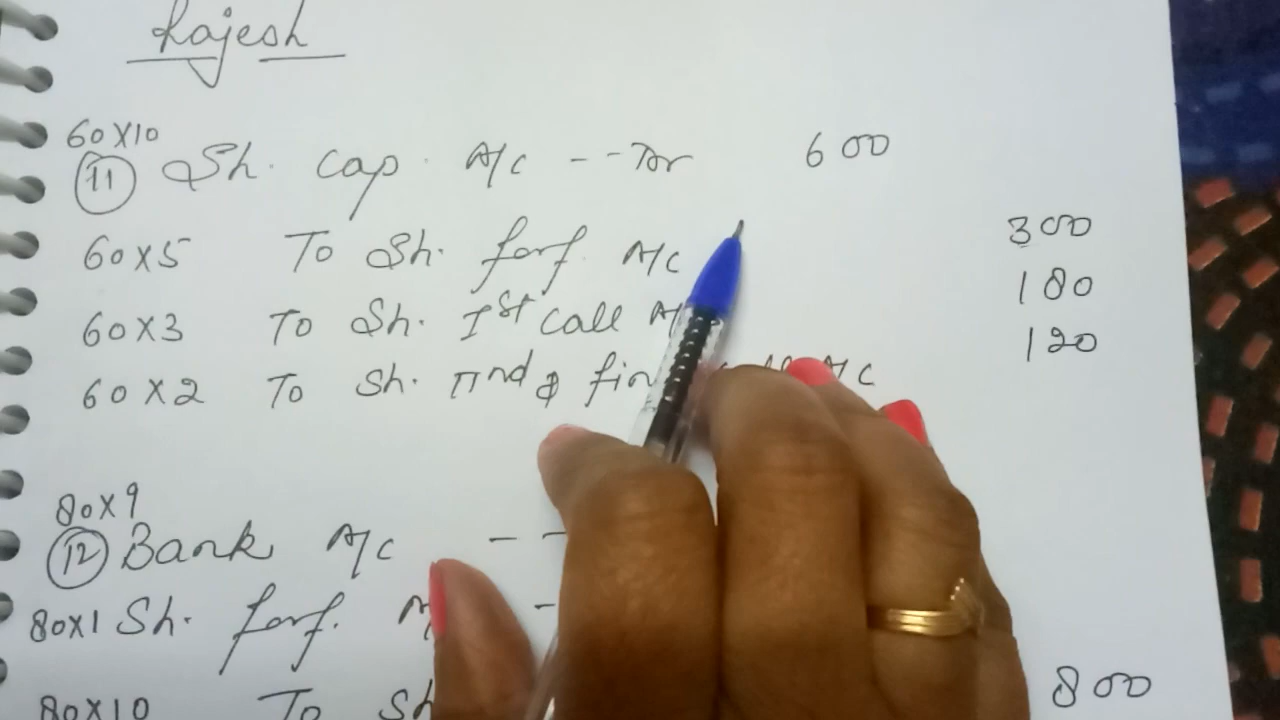 Rajesh
60X10
11 Sh. Cap. A/c -- Dr 600
60X5 To Sh. forf. A/c 300
60X3 To Sh. Ist Call 180
60X2 To Sh. IInd & A/c 120
80X9
12 Bank A/c - -
80X1 Sh. forf. -
80X10 To Sh 800